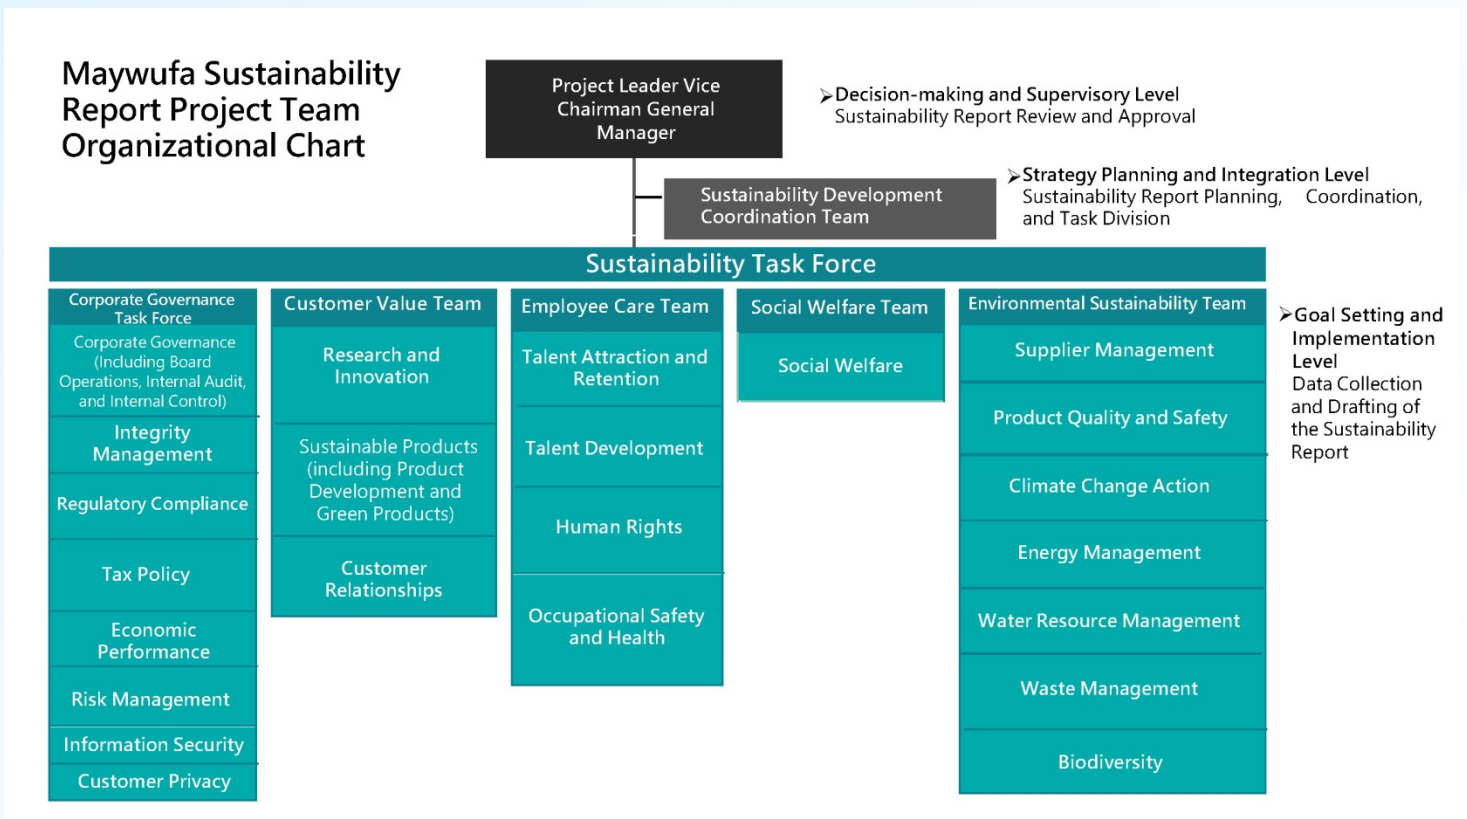 Maywufa Sustainability
Report Project Team
Organizational Chart
Project Leader Vice
Chairman General
Manager
➢Decision-making and Supervisory Level
Sustainability Report Review and Approval
Sustainability Development
Coordination Team
➢Strategy Planning and Integration Level
Sustainability Report Planning, Coordination,
and Task Division
Sustainability Task Force
Corporate Governance
Task Force
Corporate Governance
(Including Board
Operations, Internal Audit,
and Internal Control)
Integrity
Management
Regulatory Compliance
Tax Policy
Economic
Performance
Risk Management
Information Security
Customer Privacy
Customer Value Team
Research and
Innovation
Sustainable Products
(including Product
Development and
Green Products)
Customer
Relationships
Employee Care Team
Talent Attraction and
Retention
Talent Development
Human Rights
Occupational Safety
and Health
Social Welfare Team
Social Welfare
Environmental Sustainability Team
Supplier Management
Product Quality and Safety
Climate Change Action
Energy Management
Water Resource Management
Waste Management
Biodiversity
➢Goal Setting and
Implementation
Level
Data Collection
and Drafting of
the Sustainability
Report